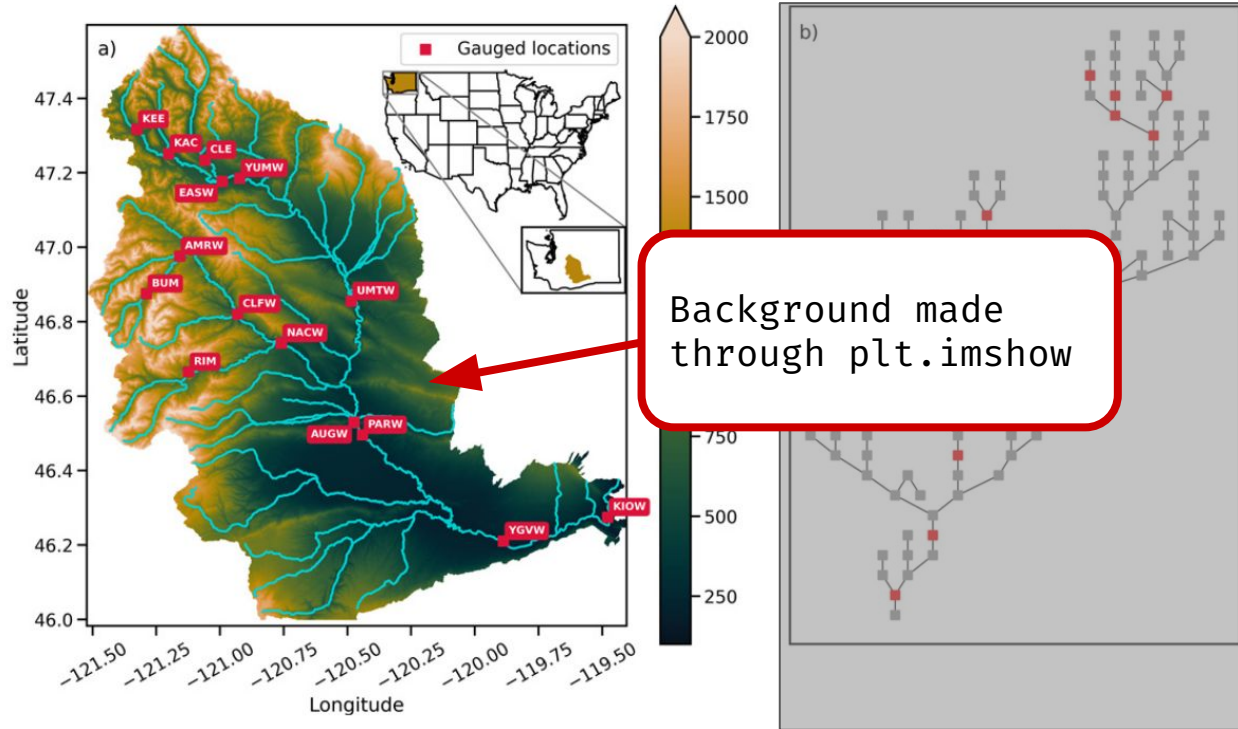 a)
Gauged locations
KEE
KAC
CLE
YUMW
EASW
AMRW
BUM
CLFW
UMTW
NACW
RIM
AUGW
PARW
YGVW
KIOW
47.4
47.2
47.0
46.8
46.6
46.4
46.2
46.0
Latitude
−121.50
−121.25
−121.00
−120.75
−120.50
−120.25
−120.00
−119.75
−119.50
Longitude
2000
1750
1500
750
500
250
b)
Background made
through plt.imshow